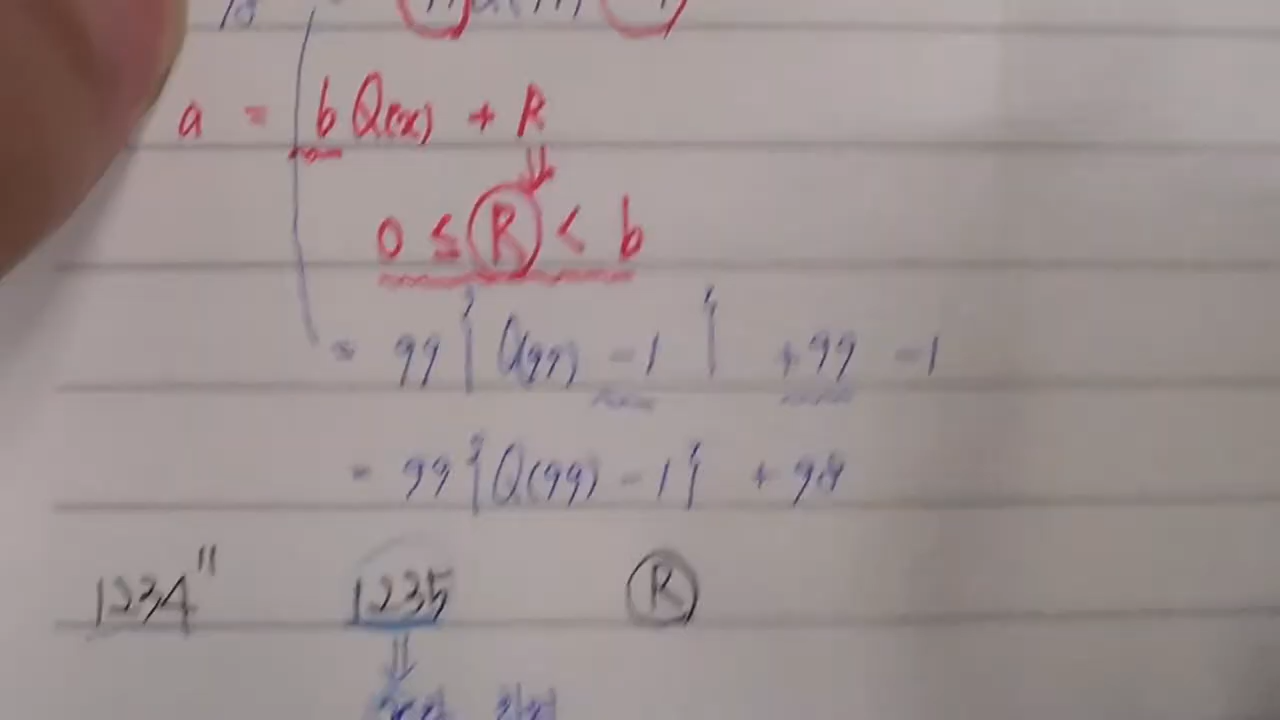 a = bQ(x) + R
⇓
0 ≤ R < b
= 99{Q(99) - 1} + 99 - 1
= 99{Q(99) - 1} + 98
1234" 1235 R
⇓